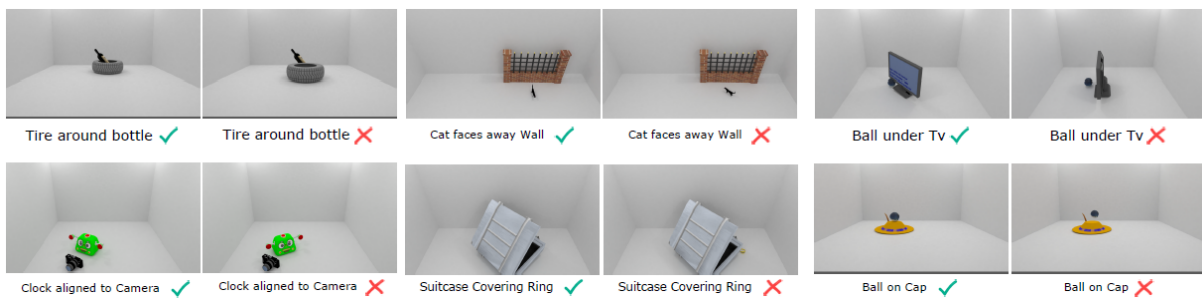 Tire around bottle
Tire around bottle
Cat faces away Wall
Cat faces away Wall
Ball under Tv
Ball under Tv
Clock aligned to Camera
Clock aligned to Camera
Suitcase Covering Ring
Suitcase Covering Ring
Ball on Cap
Ball on Cap